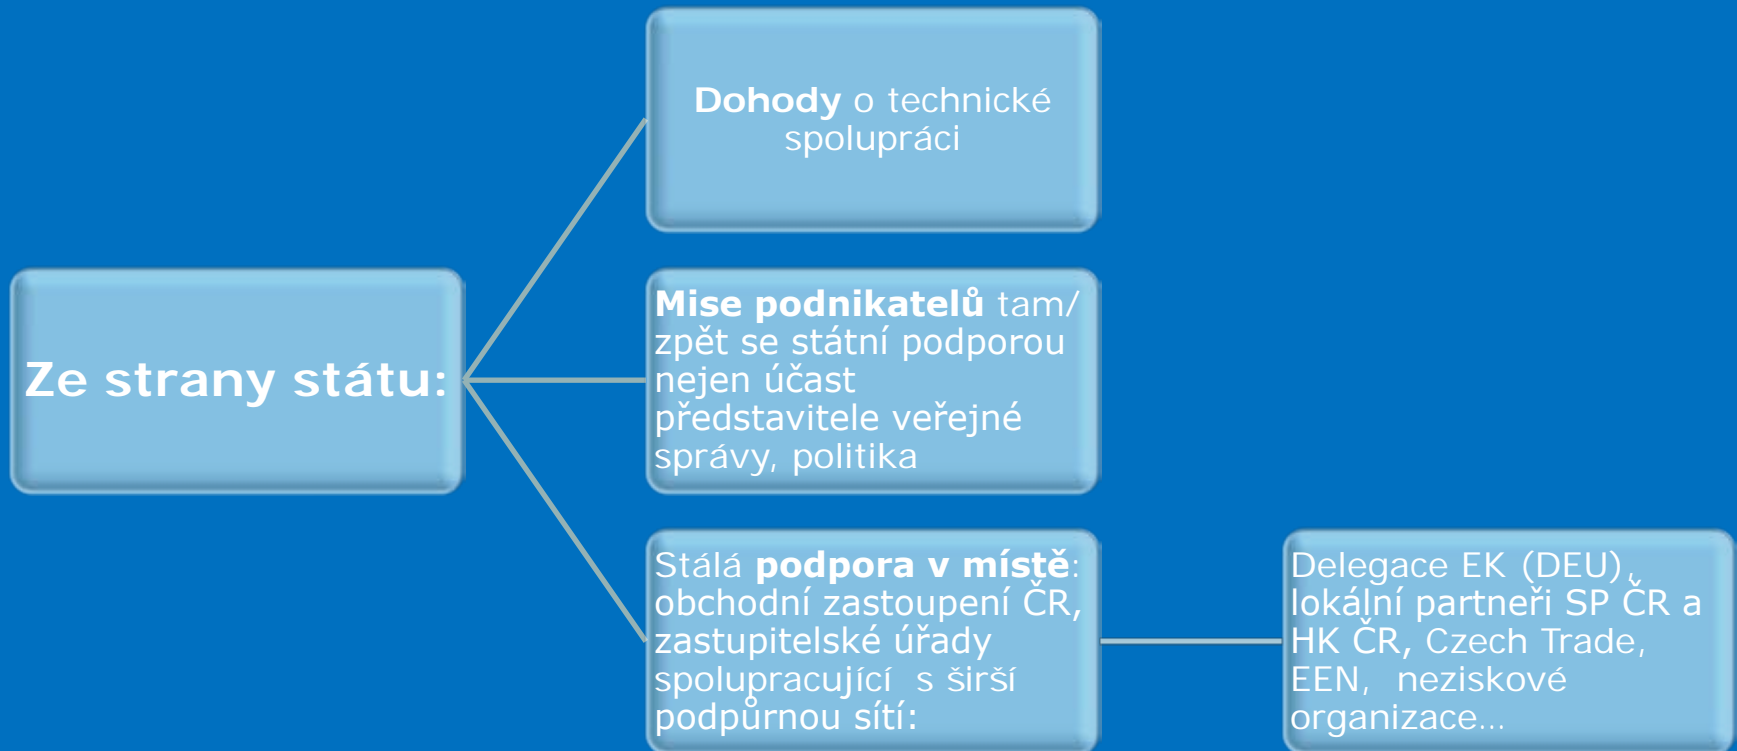 Dohody o technické
spolupráci
Ze strany státu:
Mise podnikatelů tam/
zpět se státní podporou
nejen účast
představitele veřejné
správy, politika
Stálá podpora v místě:
obchodní zastoupení ČR,
zastupitelské úřady
spolupracující  s širší
podpůrnou sítí:
Delegace EK (DEU),
lokální partneři SP ČR a
HK ČR, Czech Trade,
EEN,  neziskové
organizace…